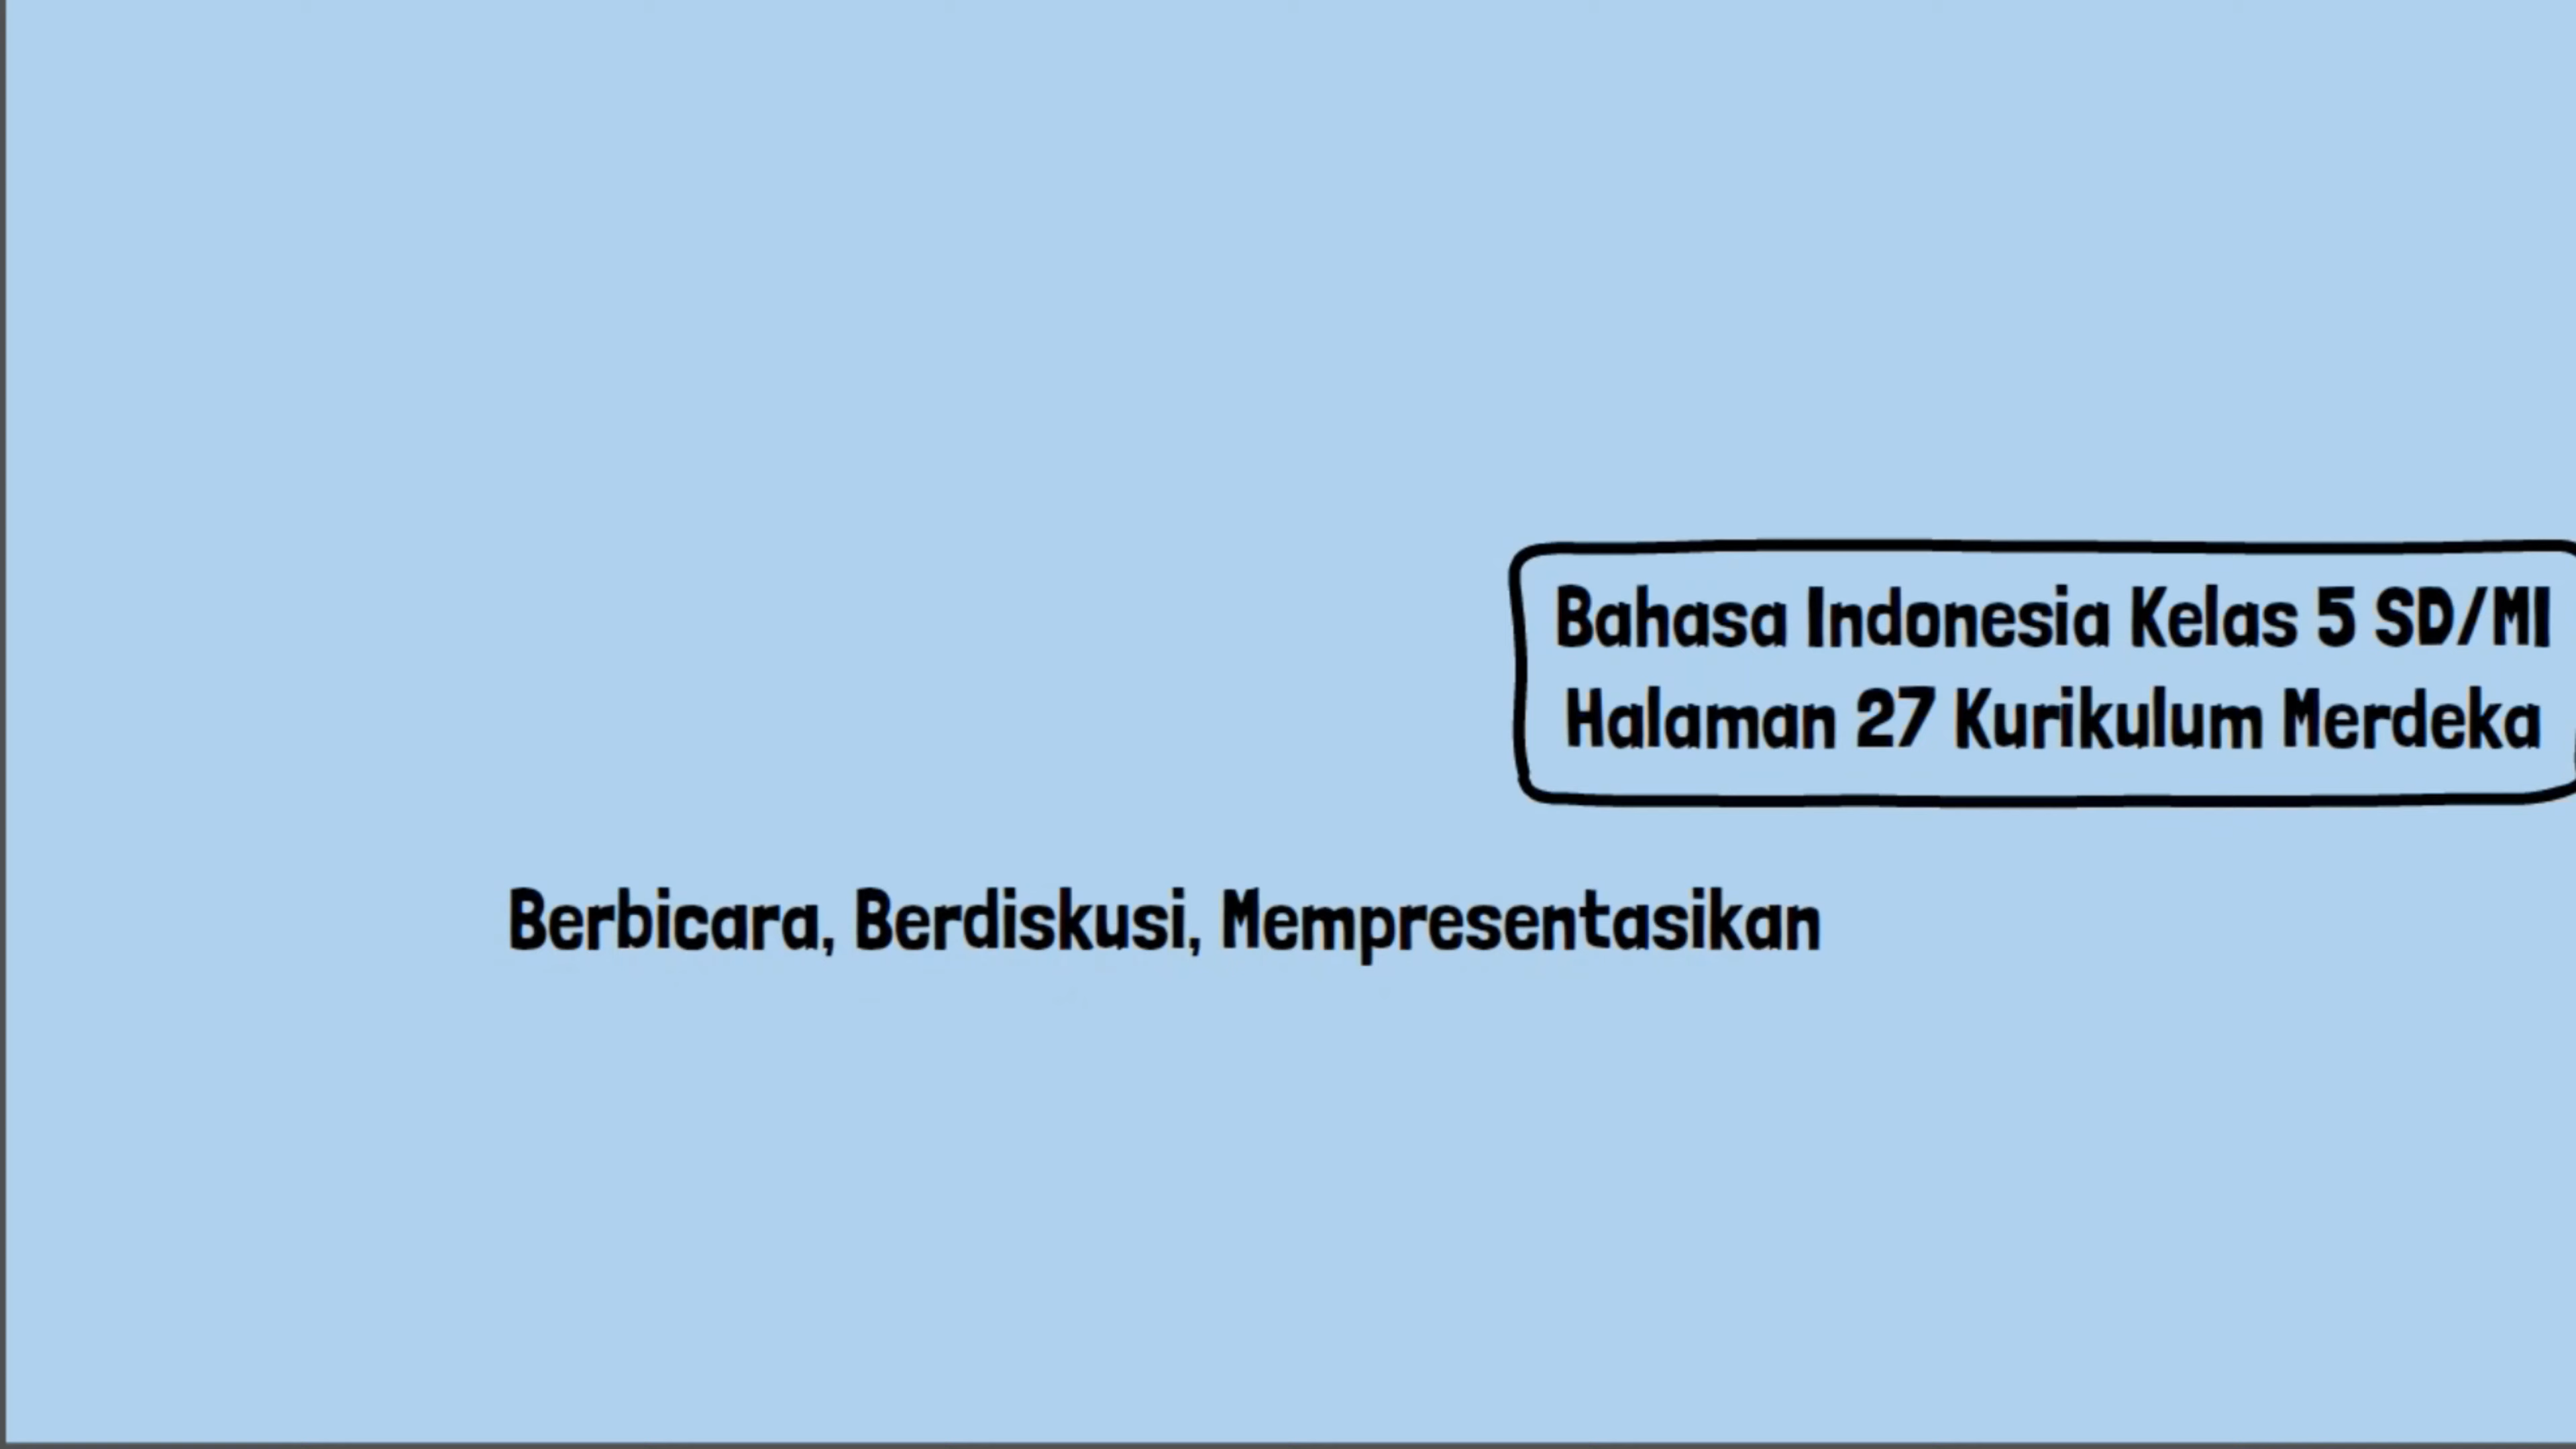 Bahasa Indonesia Kelas 5 SD/MI
Halaman 27 Kurikulum Merdeka
Berbicara, Berdiskusi, Mempresentasikan